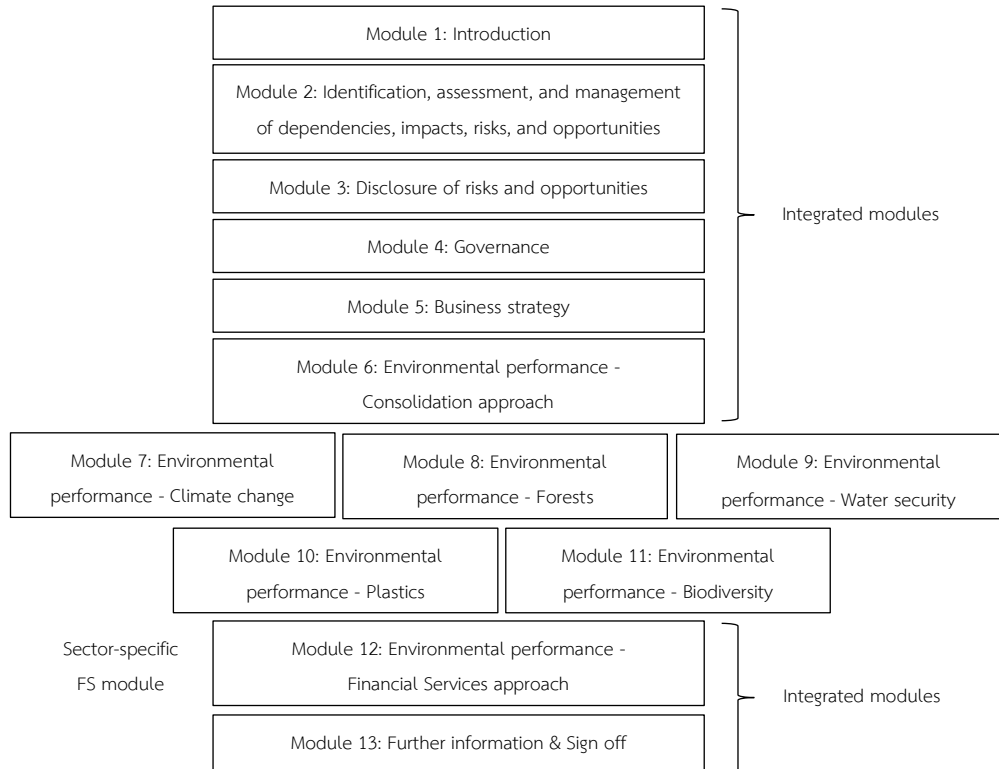 Module 1: Introduction
Module 2: Identification, assessment, and management
of dependencies, impacts, risks, and opportunities
Module 3: Disclosure of risks and opportunities
Integrated modules
Module 4: Governance
Module 5: Business strategy
Module 6: Environmental performance -
Consolidation approach
Module 7: Environmental
performance - Climate change
Module 8: Environmental
performance - Forests
Module 9: Environmental
performance - Water security
Module 10: Environmental
performance - Plastics
Module 11: Environmental
performance - Biodiversity
Sector-specific
FS module
Module 12: Environmental performance -
Financial Services approach
Integrated modules
Module 13: Further information & Sign off